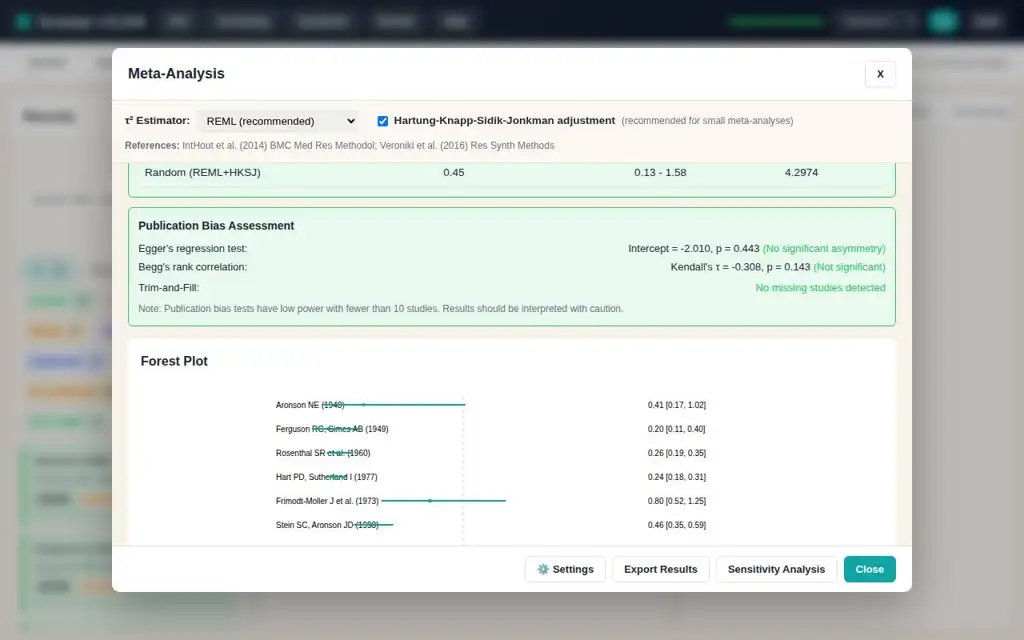 Meta-Analysis X
τ² Estimator: REML (recommended) Hartung-Knapp-Sidik-Jonkman adjustment (recommended for small meta-analyses)
References: IntHout et al. (2014) BMC Med Res Methodol; Veroniki et al. (2016) Res Synth Methods
Random (REML+HKSJ) 0.45 0.13 - 1.58 4.2974
Publication Bias Assessment
Egger's regression test: Intercept = -2.010, p = 0.443 (No significant asymmetry)
Begg's rank correlation: Kendall's τ = -0.308, p = 0.143 (Not significant)
Trim-and-Fill: No missing studies detected
Note: Publication bias tests have low power with fewer than 10 studies. Results should be interpreted with caution.
Forest Plot
Aronson NE (1948) 0.41 [0.17, 1.02]
Ferguson RG, Simes AB (1949) 0.20 [0.11, 0.40]
Rosenthal SR et al. (1960) 0.26 [0.19, 0.35]
Hart PD, Sutherland I (1977) 0.24 [0.18, 0.31]
Frimodt-Moller J et al. (1973) 0.80 [0.52, 1.25]
Stein SC, Aronson JD 0.46 [0.35, 0.59]
⚙️ Settings Export Results Sensitivity Analysis Close